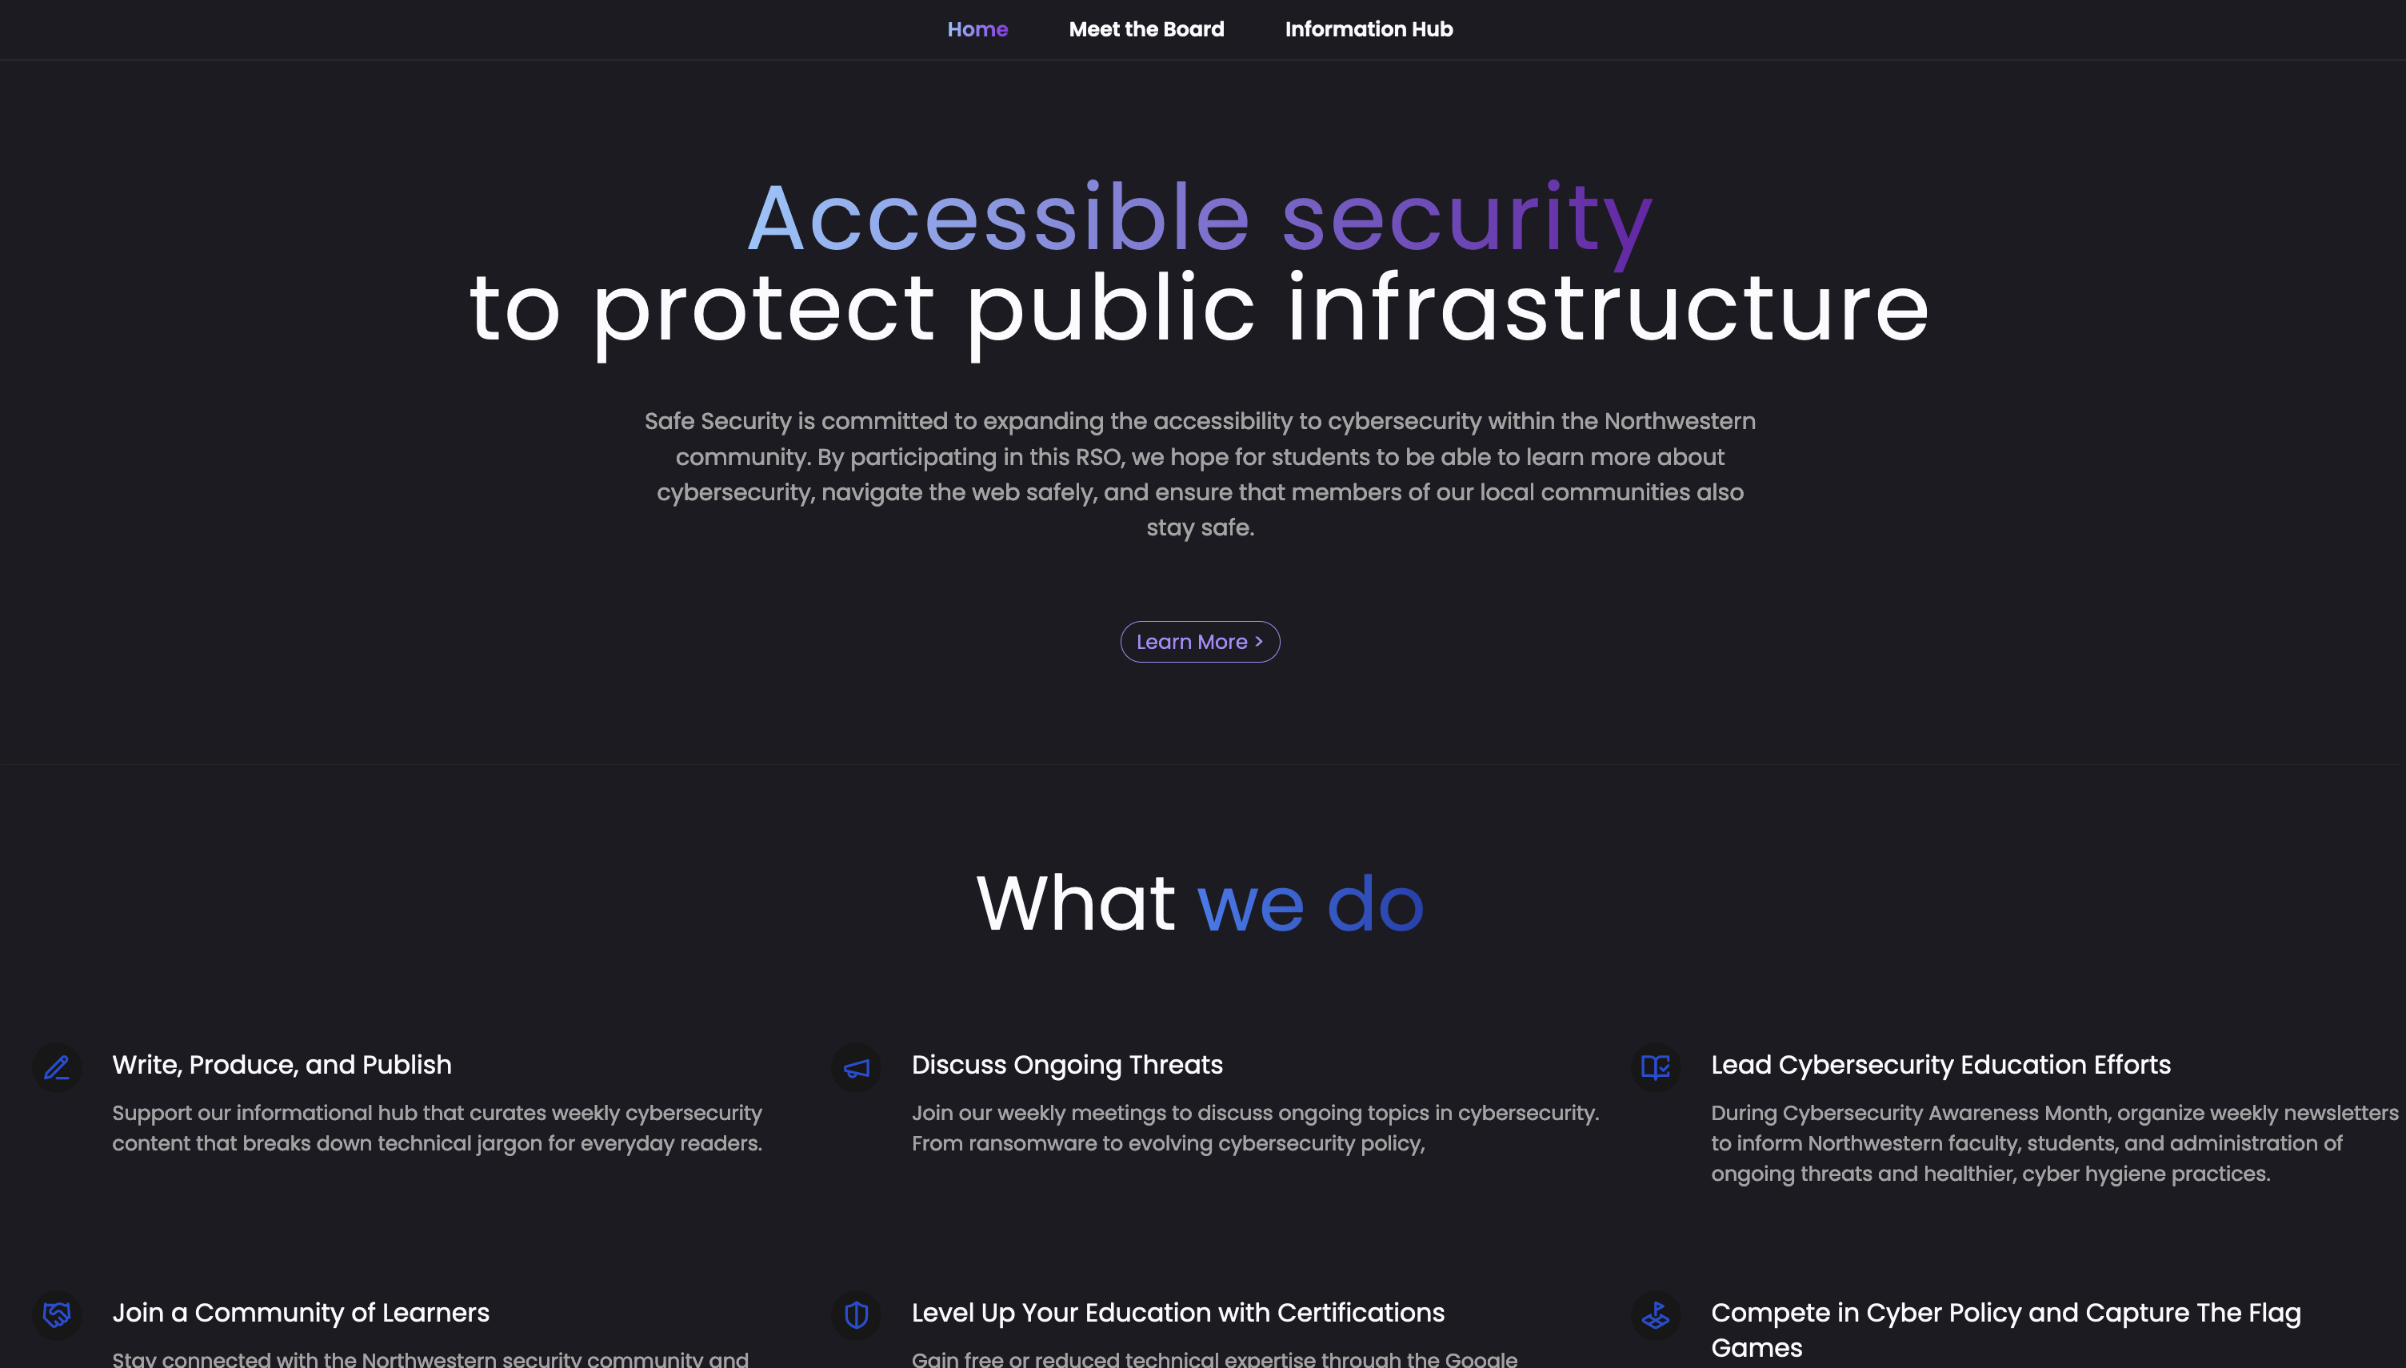 Home
Meet the Board
Information Hub
Accessible security
to protect public infrastructure
Safe Security is committed to expanding the accessibility to cybersecurity within the Northwestern
community. By participating in this RSO, we hope for students to be able to learn more about
cybersecurity, navigate the web safely, and ensure that members of our local communities also
stay safe.
Learn More >
What we do
Write, Produce, and Publish
Support our informational hub that curates weekly cybersecurity
content that breaks down technical jargon for everyday readers.
Discuss Ongoing Threats
Join our weekly meetings to discuss ongoing topics in cybersecurity.
From ransomware to evolving cybersecurity policy,
Lead Cybersecurity Education Efforts
During Cybersecurity Awareness Month, organize weekly newsletters
to inform Northwestern faculty, students, and administration of
ongoing threats and healthier, cyber hygiene practices.
Join a Community of Learners
Stay connected with the Northwestern security community and
Level Up Your Education with Certifications
Gain free or reduced technical expertise through the Google
Compete in Cyber Policy and Capture The Flag
Games